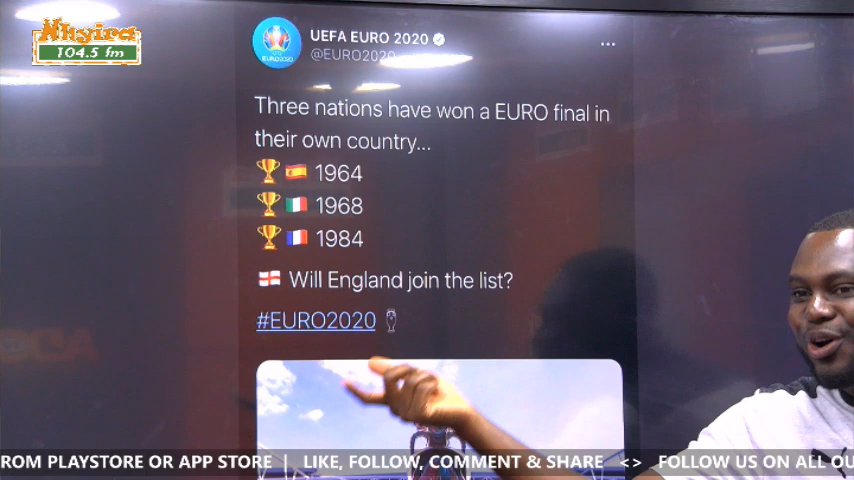 Nhyira
104.5 fm
UEFA EURO 2020
@EURO2020
Three nations have won a EURO final in
their own country...
1964
1968
1984
Will England join the list?
#EURO2020
ROM PLAYSTORE OR APP STORE | LIKE, FOLLOW, COMMENT & SHARE <> FOLLOW US ON ALL OU